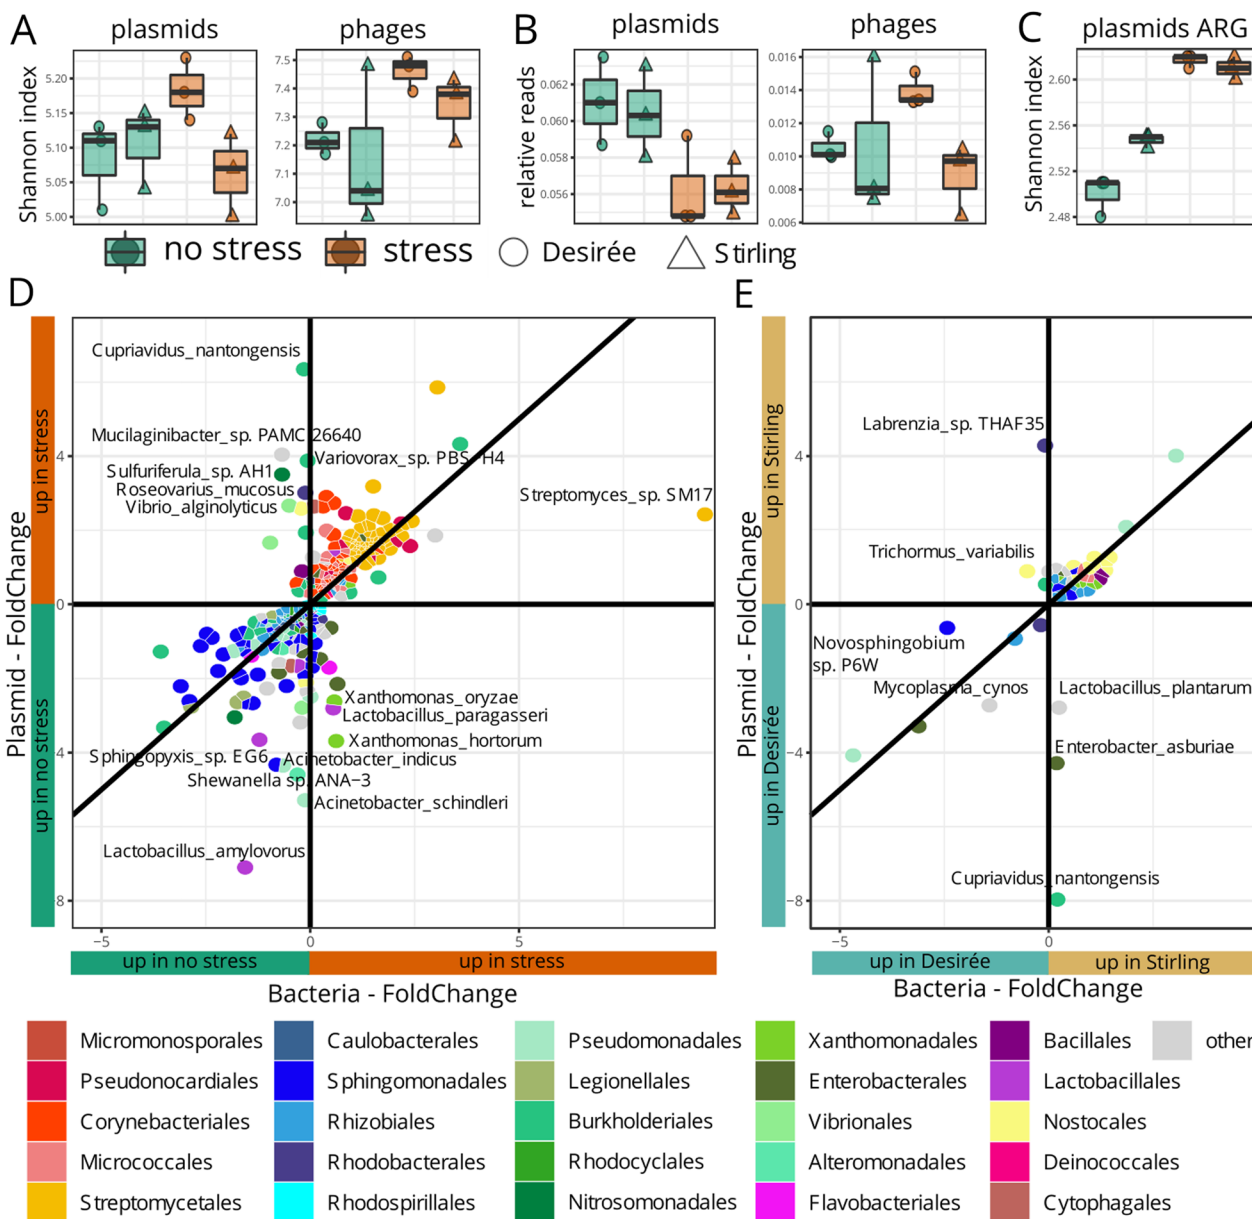 A
plasmids
phages
B
plasmids
phages
C
plasmids ARG
Shannon index
5.20
5.15
5.10
5.05
5.00
7.5
7.4
7.3
7.2
7.1
7.0
relative reads
0.062
0.060
0.058
0.056
0.016
0.014
0.012
0.010
0.008
0.006
Shannon index
2.60
2.56
2.52
2.48
no stress
stress
Desirée
Stirling
D
up in stress
up in no stress
Plasmid - FoldChange
4
0
−4
−8
Cupriavidus_nantongensis
Mucilaginibacter_sp. PAMC 26640
Variovorax_sp. PBS-H4
Sulfuriferula_sp. AH1
Roseovarius_mucosus
Vibrio_alginolyticus
Streptomyces_sp. SM17
Xanthomonas_oryzae
Lactobacillus_paragasseri
Xanthomonas_hortorum
Sphingopyxis_sp. EG6
Acinetobacter_indicus
Shewanella sp. ANA−3
Acinetobacter_schindleri
Lactobacillus_amylovorus
−5
0
5
up in no stress
up in stress
Bacteria - FoldChange
E
up in Stirling
up in Desirée
Plasmid - FoldChange
4
0
−4
−8
Labrenzia_sp. THAF35
Trichormus_variabilis
Novosphingobium
sp. P6W
Mycoplasma_cynos
Lactobacillus_plantarum
Enterobacter_asburiae
Cupriavidus_nantongensis
−5
0
up in Desirée
up in Stirling
Bacteria - FoldChange
Micromonosporales
Pseudonocardiales
Corynebacteriales
Micrococcales
Streptomycetales
Caulobacterales
Sphingomonadales
Rhizobiales
Rhodobacterales
Rhodospirillales
Pseudomonadales
Legionellales
Burkholderiales
Rhodocyclales
Nitrosomonadales
Xanthomonadales
Enterobacterales
Vibrionales
Alteromonadales
Flavobacteriales
Bacillales
Lactobacillales
Nostocales
Deinococcales
Cytophagales
other